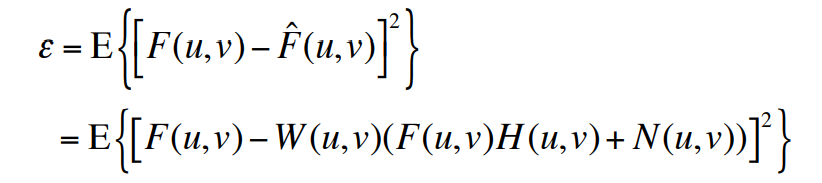 ε = E{[F(u,v) − F̂(u,v)]²}
= E{[F(u,v) − W(u,v)(F(u,v)H(u,v) + N(u,v))]²}